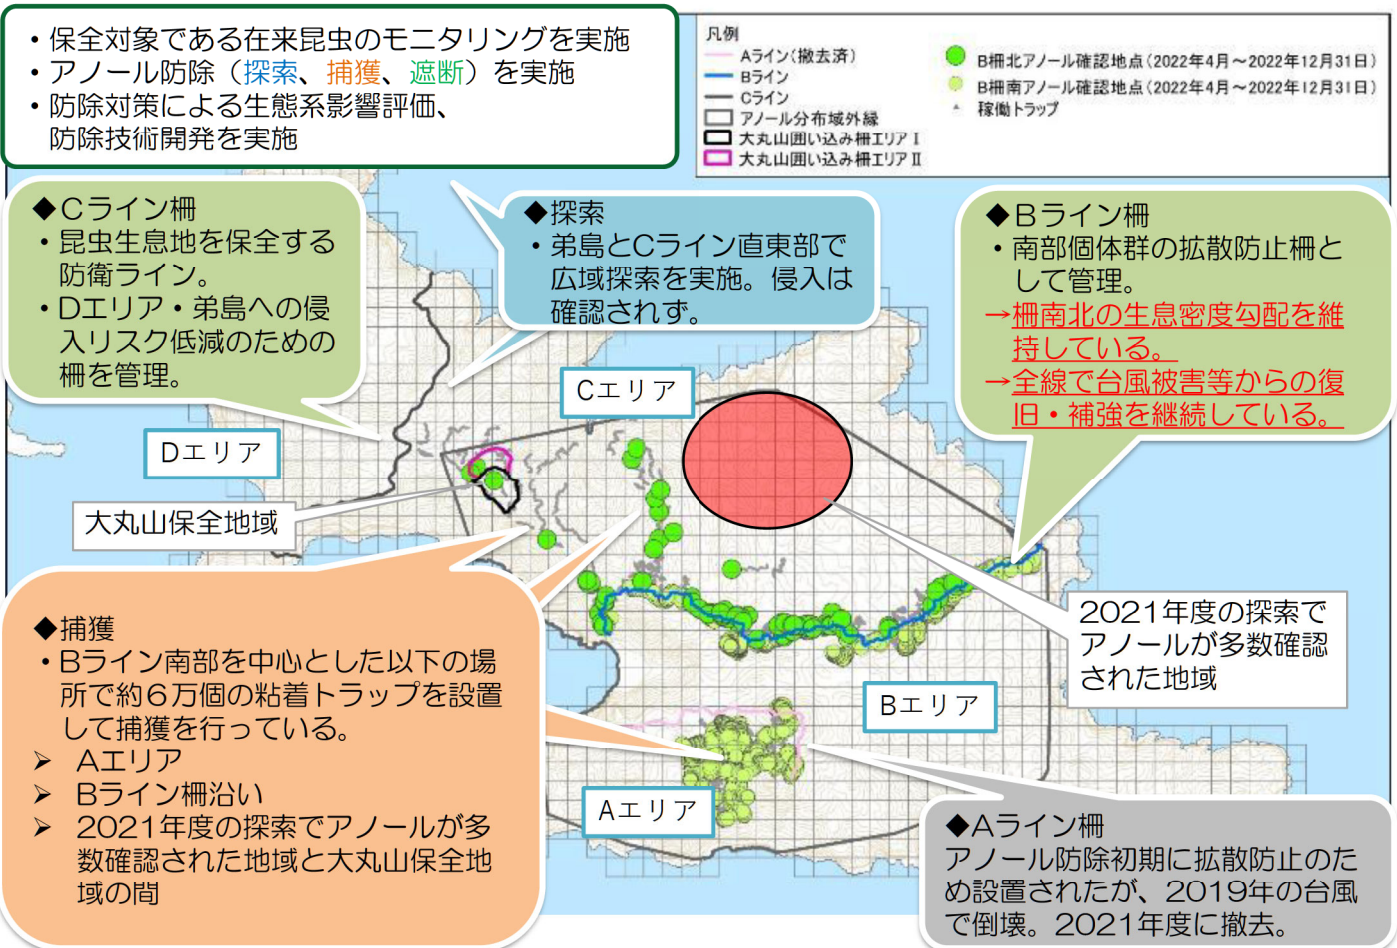 ・保全対象である在来昆虫のモニタリングを実施
・アノール防除（探索、捕獲、遮断）を実施
・防除対策による生態系影響評価、
防除技術開発を実施
凡例
Aライン(撤去済)
Bライン
Cライン
アノール分布域外縁
大丸山囲い込み柵エリアⅠ
大丸山囲い込み柵エリアⅡ
B柵北アノール確認地点(2022年4月～2022年12月31日)
B柵南アノール確認地点(2022年4月～2022年12月31日)
稼働トラップ
◆Cライン柵
・昆虫生息地を保全する
防衛ライン。
・Dエリア・弟島への侵
入リスク低減のための
柵を管理。
◆探索
・弟島とCライン直東部で
広域探索を実施。侵入は
確認されず。
◆Bライン柵
・南部個体群の拡散防止柵と
して管理。
→柵南北の生息密度勾配を維
持している。
→全線で台風被害等からの復
旧・補強を継続している。
Cエリア
Dエリア
大丸山保全地域
◆捕獲
・Bライン南部を中心とした以下の場
所で約６万個の粘着トラップを設置
して捕獲を行っている。
➢ Aエリア
➢ Bライン柵沿い
➢ 2021年度の探索でアノールが多
数確認された地域と大丸山保全地
域の間
2021年度の探索で
アノールが多数確認
された地域
Bエリア
Aエリア
◆Aライン柵
アノール防除初期に拡散防止のた
め設置されたが、2019年の台風
で倒壊。2021年度に撤去。